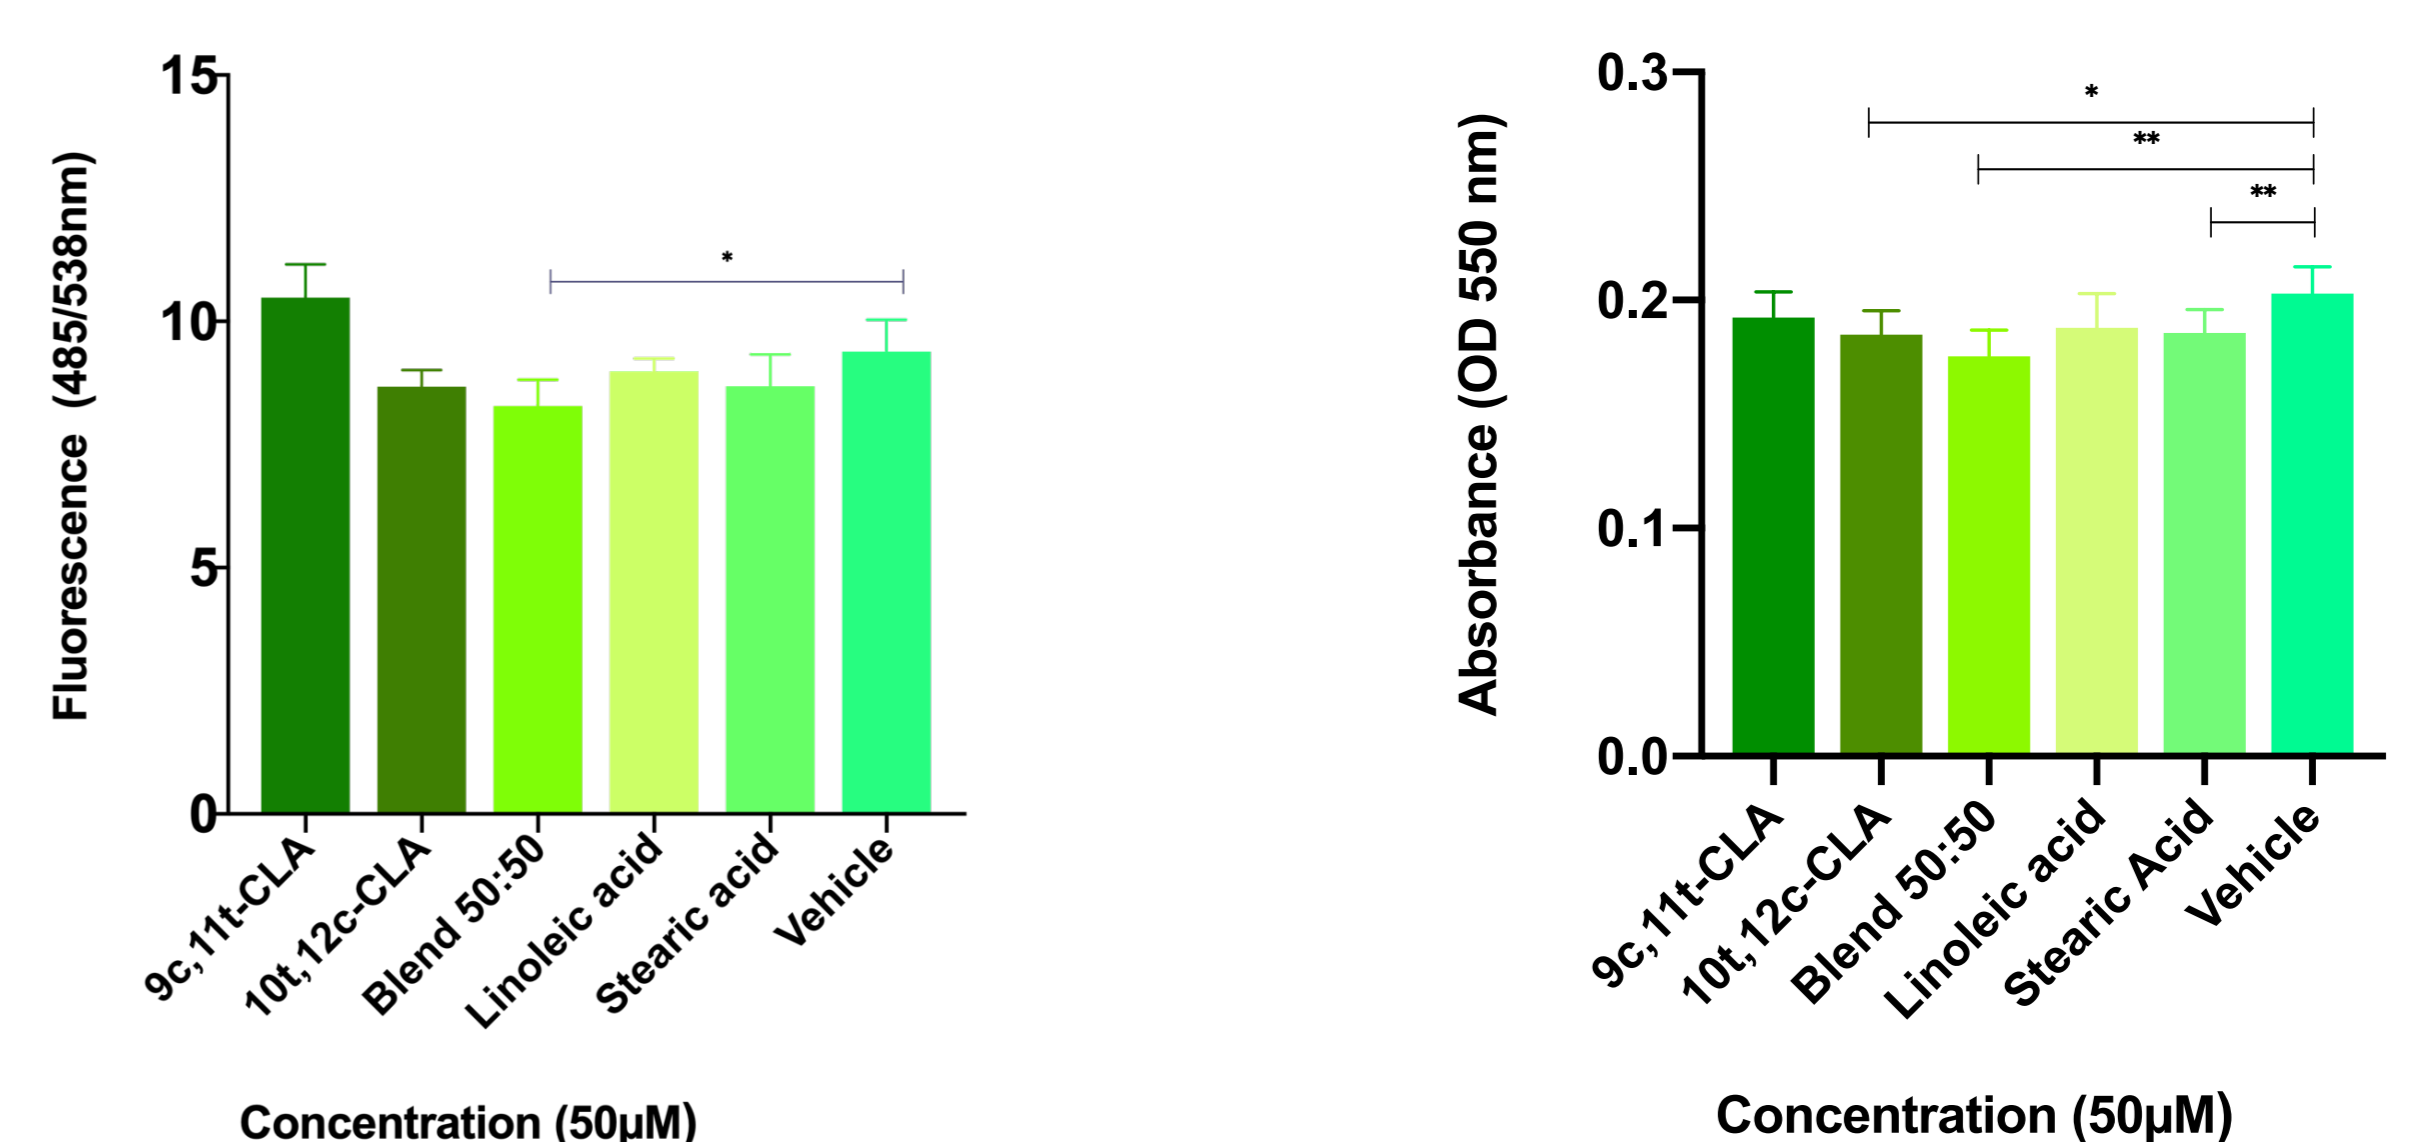 15
10
5
0
Fluorescence (485/538nm)
*
9c,11t-CLA
10t,12c-CLA
Blend 50:50
Linoleic acid
Stearic acid
Vehicle
Concentration (50µM)
0.3
0.2
0.1
0.0
Absorbance (OD 550 nm)
*
**
**
9c,11t-CLA
10t,12c-CLA
Blend 50:50
Linoleic acid
Stearic Acid
Vehicle
Concentration (50µM)